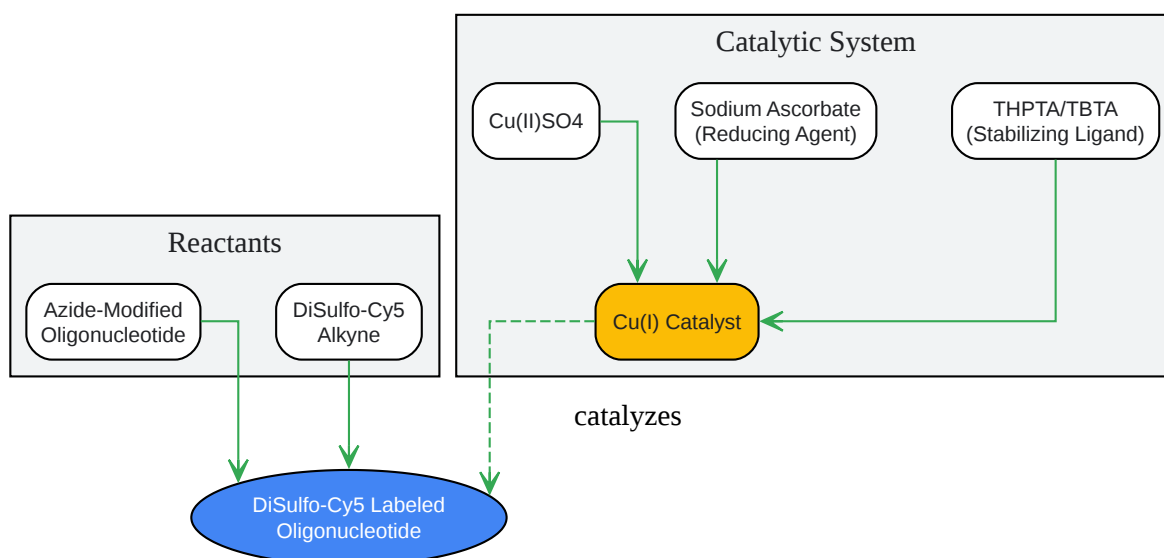 Catalytic System
Cu(II)SO4
Sodium Ascorbate
(Reducing Agent)
THPTA/TBTA
(Stabilizing Ligand)
Reactants
Azide-Modified
Oligonucleotide
DiSulfo-Cy5
Alkyne
Cu(I) Catalyst
catalyzes
DiSulfo-Cy5 Labeled
Oligonucleotide